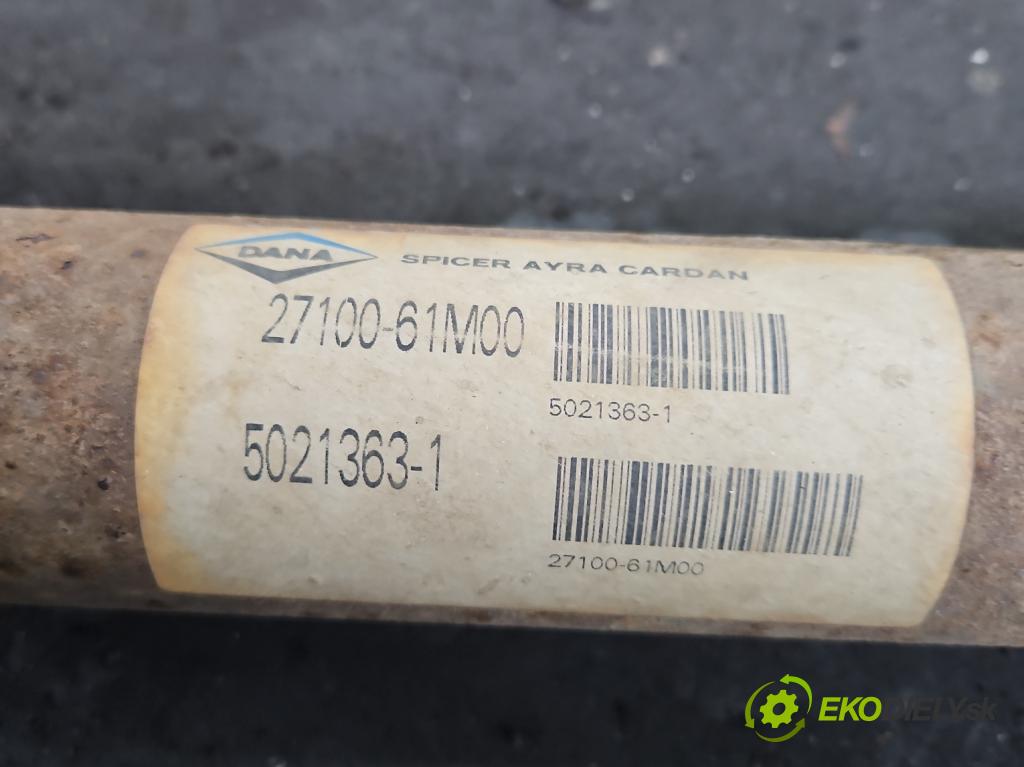 DANA SPICER AYRA CARDAN
27100-61M00
5021363-1
5021363-1
27100-61M00
EKODIELY.sk